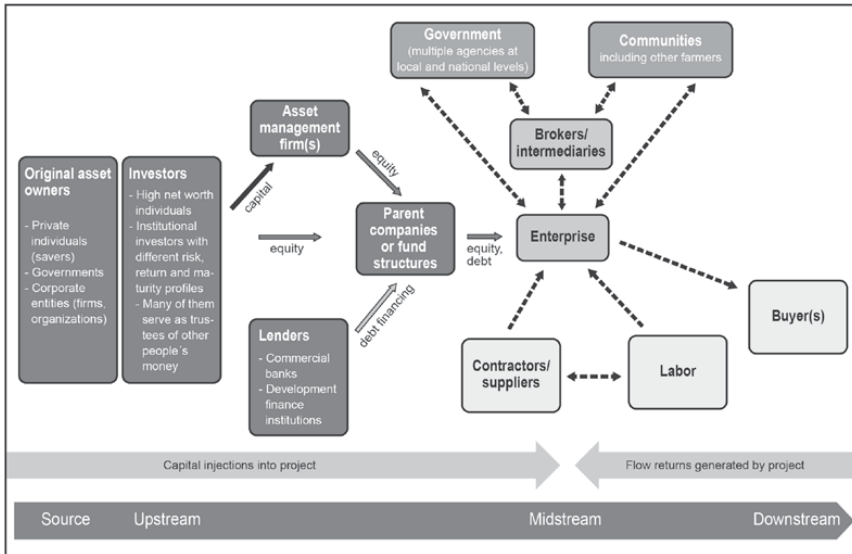 Government
(multiple agencies at
local and national levels)
Communities
including other farmers
Asset
management
firm(s)
Brokers/
intermediaries
equity
capital
Original asset
owners
- Private
individuals
(savers)
- Governments
- Corporate
entities (firms,
organizations)
Investors
- High net worth
individuals
- Institutional
investors with
different risk,
return and ma-
turity profiles
- Many of them
serve as trus-
tees of other
people´s
money
equity
Parent
companies
or fund
structures
equity,
debt
Enterprise
debt financing
Lenders
- Commercial
banks
- Development
finance
institutions
Contractors/
suppliers
Labor
Buyer(s)
Capital injections into project
Flow returns generated by project
Source
Upstream
Midstream
Downstream